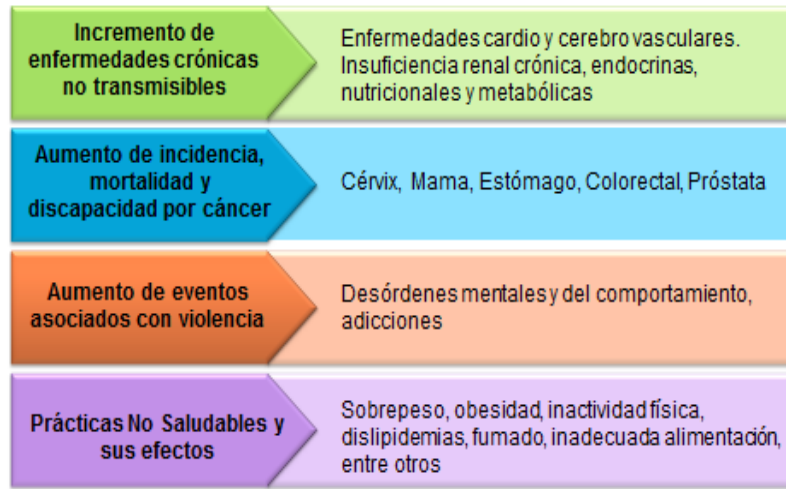 Incremento de
enfermedades crónicas
no transmisibles
Enfermedades cardio y cerebro vasculares.
Insuficiencia renal crónica, endocrinas,
nutricionales y metabólicas
Aumento de incidencia,
mortalidad y
discapacidad por cáncer
Cérvix, Mama, Estómago, Colorectal, Próstata
Aumento de eventos
asociados con violencia
Desórdenes mentales y del comportamiento,
adicciones
Prácticas No Saludables y
sus efectos
Sobrepeso, obesidad, inactividad física,
dislipidemias, fumado, inadecuada alimentación,
entre otros